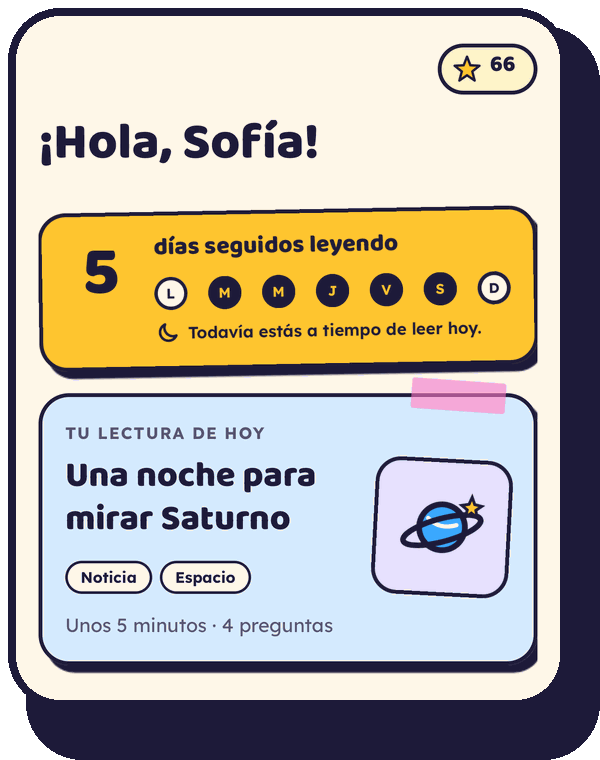 66
¡Hola, Sofía!
5
días seguidos leyendo
L M M J V S D
Todavía estás a tiempo de leer hoy.
TU LECTURA DE HOY
Una noche para
mirar Saturno
Noticia Espacio
Unos 5 minutos · 4 preguntas